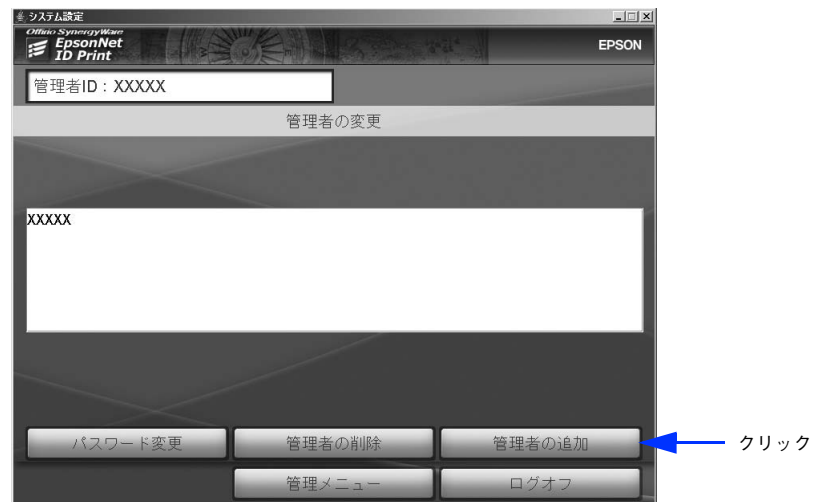 システム設定
Offirio SynergyWare
EpsonNet
ID Print
EPSON
管理者ID：XXXXX
管理者の変更
XXXXX
パスワード変更
管理者の削除
管理者の追加
クリック
管理メニュー
ログオフ